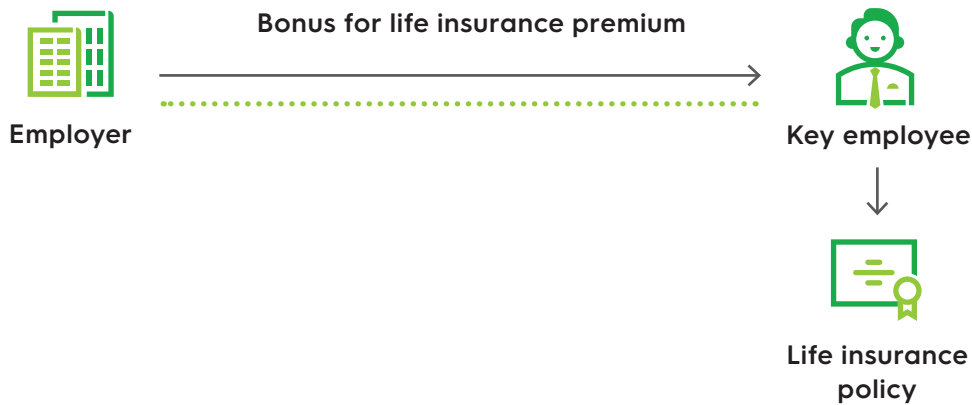 Bonus for life insurance premium
Employer
Key employee
Life insurance
policy